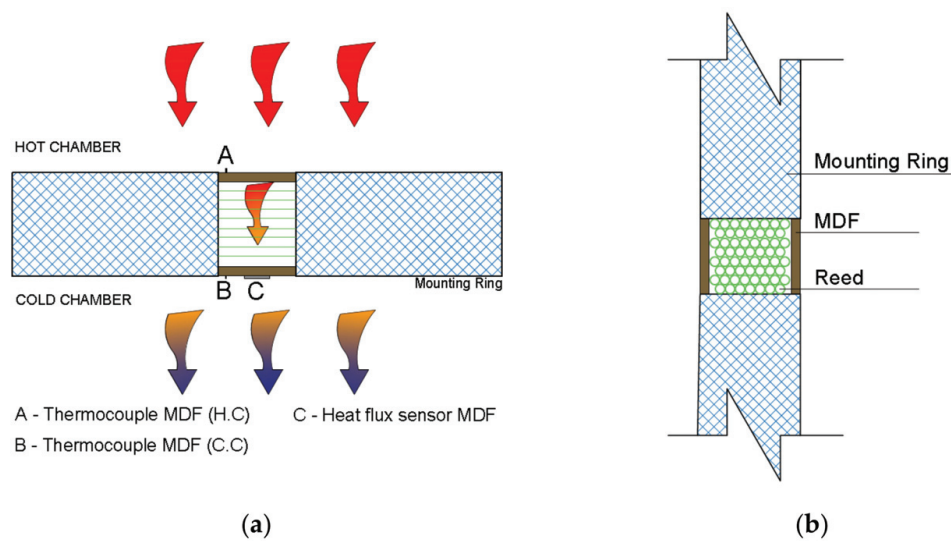 HOT CHAMBER
A
B
C
Mounting Ring
COLD CHAMBER
A - Thermocouple MDF (H.C)
C - Heat flux sensor MDF
B - Thermocouple MDF (C.C)
(a)
Mounting Ring
MDF
Reed
(b)